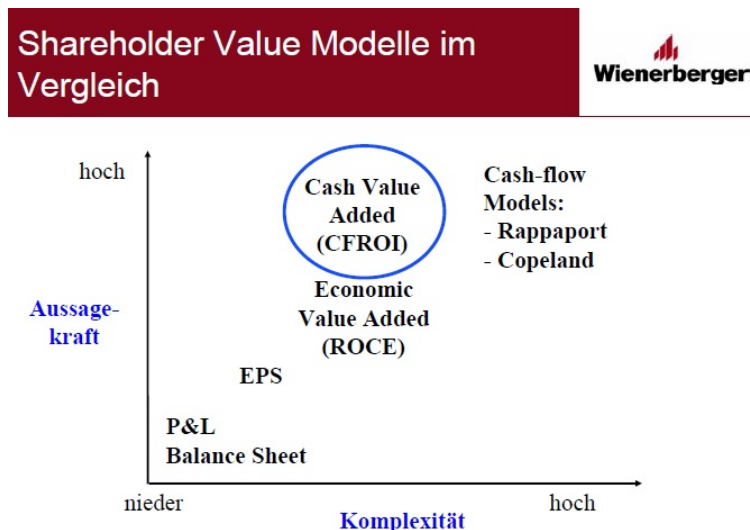 Shareholder Value Modelle im
Vergleich
Wienerberger
hoch
Cash Value
Added
(CFROI)
Cash-flow
Models:
- Rappaport
- Copeland
Economic
Value Added
(ROCE)
Aussage-
kraft
EPS
P&L
Balance Sheet
nieder
hoch
Komplexität